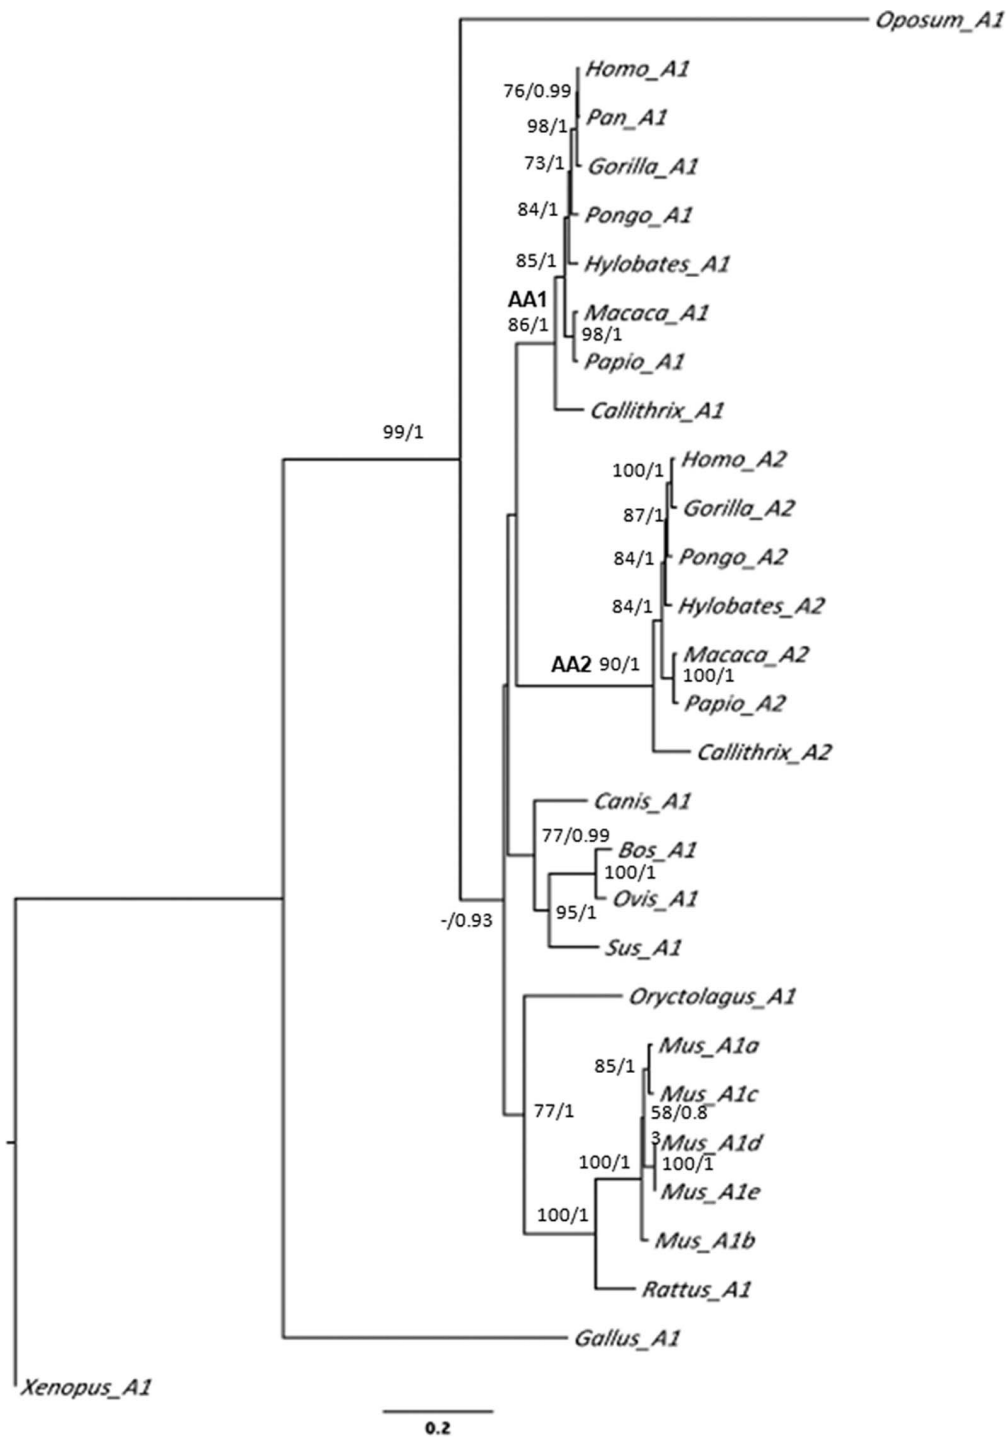 Oposum_A1
Homo_A1
76/0.99
Pan_A1
98/1
73/1
Gorilla_A1
84/1
Pongo_A1
85/1
Hylobates_A1
AA1
86/1
Macaca_A1
98/1
Papio_A1
Callithrix_A1
99/1
Homo_A2
100/1
Gorilla_A2
87/1
84/1
Pongo_A2
84/1
Hylobates_A2
Macaca_A2
AA2 90/1
100/1
Papio_A2
Callithrix_A2
Canis_A1
77/0.99
Bos_A1
100/1
Ovis_A1
95/1
-/0.93
Sus_A1
Oryctolagus_A1
Mus_A1a
85/1
Mus_A1c
58/0.8
3
Mus_A1d
77/1
100/1
100/1
Mus_A1e
100/1
Mus_A1b
Rattus_A1
Gallus_A1
Xenopus_A1
0.2